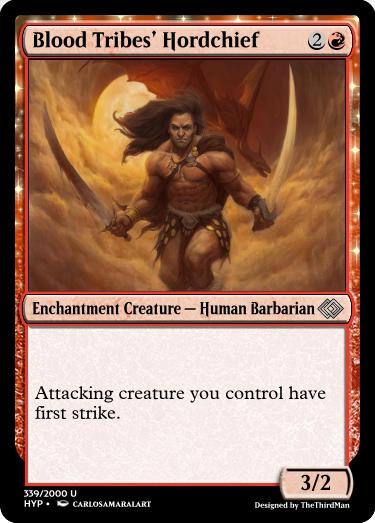 Blood Tribes' Hordchief 2
Enchantment Creature — Human Barbarian
Attacking creature you control have
first strike.
3/2
339/2000 U
HYP • CARLOSAMARALART
Designed by TheThirdMan